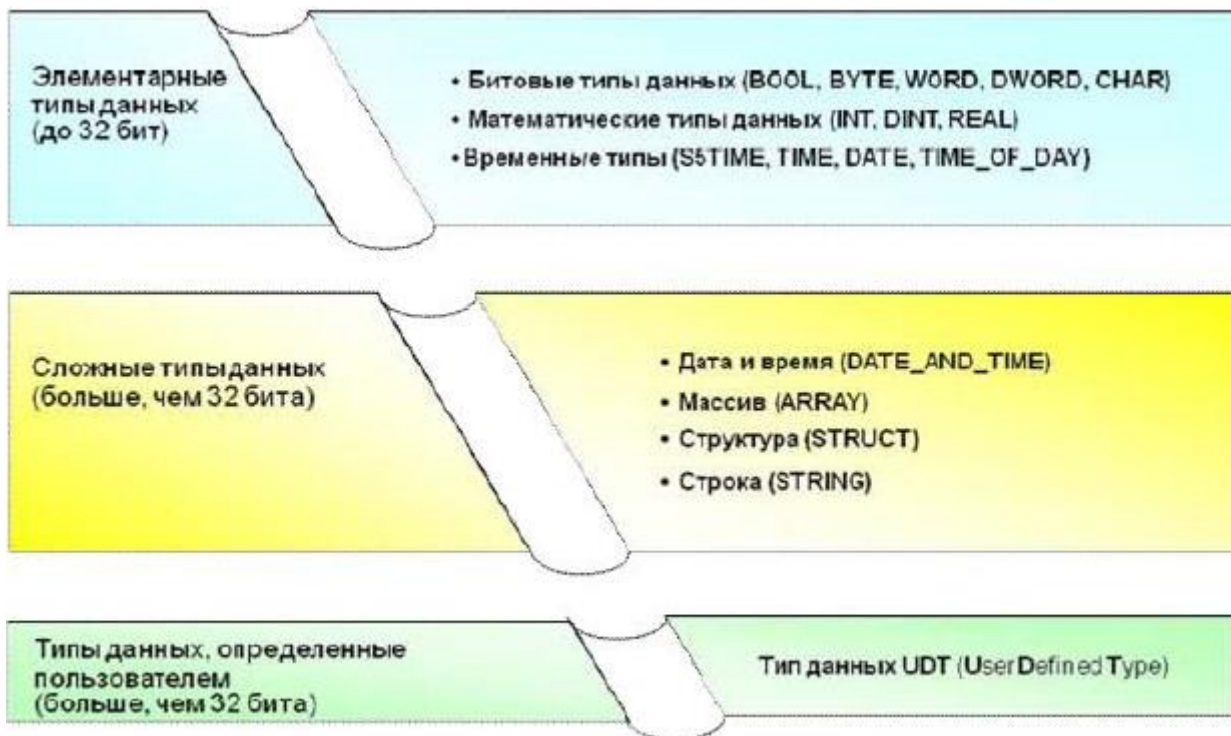 Элементарные
типы данных
(до 32 бит)
• Битовые типы данных (BOOL, BYTE, WORD, DWORD, CHAR)
• Математические типы данных (INT, DINT, REAL)
• Временные типы (S5TIME, TIME, DATE, TIME_OF_DAY)
Сложные типы данных
(больше, чем 32 бита)
• Дата и время (DATE_AND_TIME)
• Массив (ARRAY)
• Структура (STRUCT)
• Строка (STRING)
Типы данных, определенные
пользователем
(больше, чем 32 бита)
Тип данных UDT (User Defined Type)